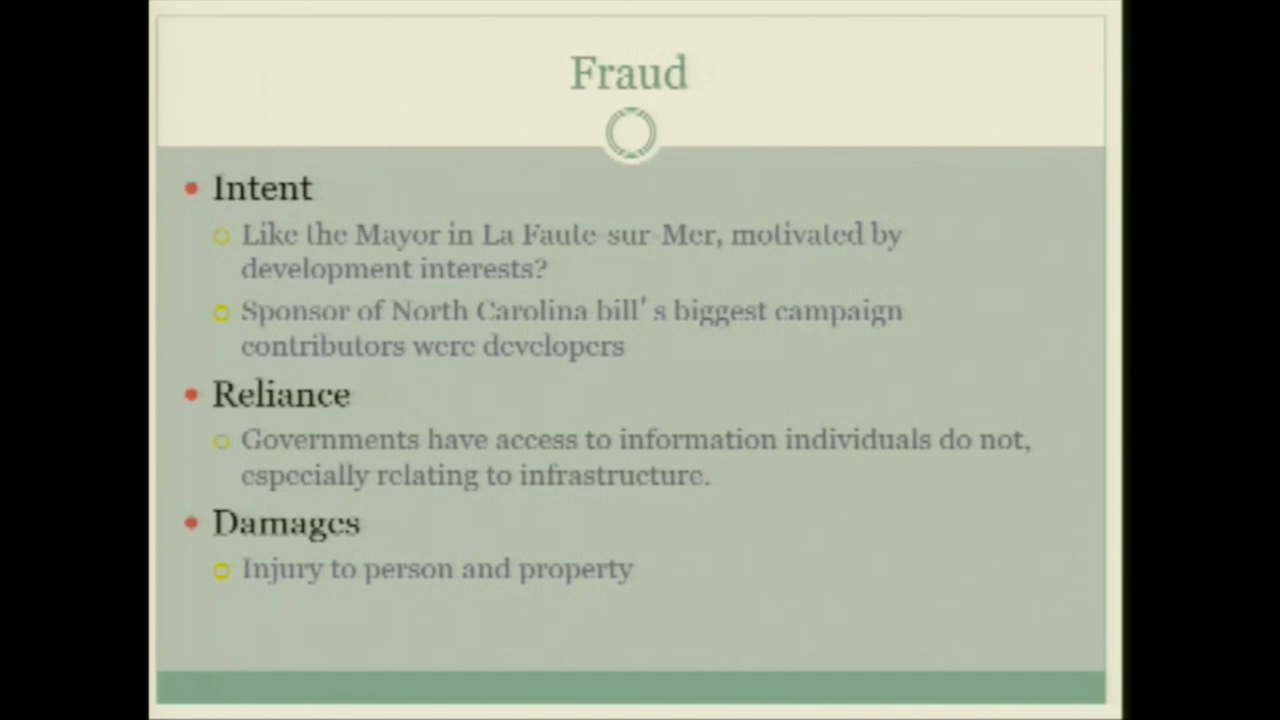 Fraud
Intent
Like the Mayor in La Faute-sur-Mer, motivated by
development interests?
Sponsor of North Carolina bill's biggest campaign
contributors were developers
Reliance
Governments have access to information individuals do not,
especially relating to infrastructure.
Damages
Injury to person and property